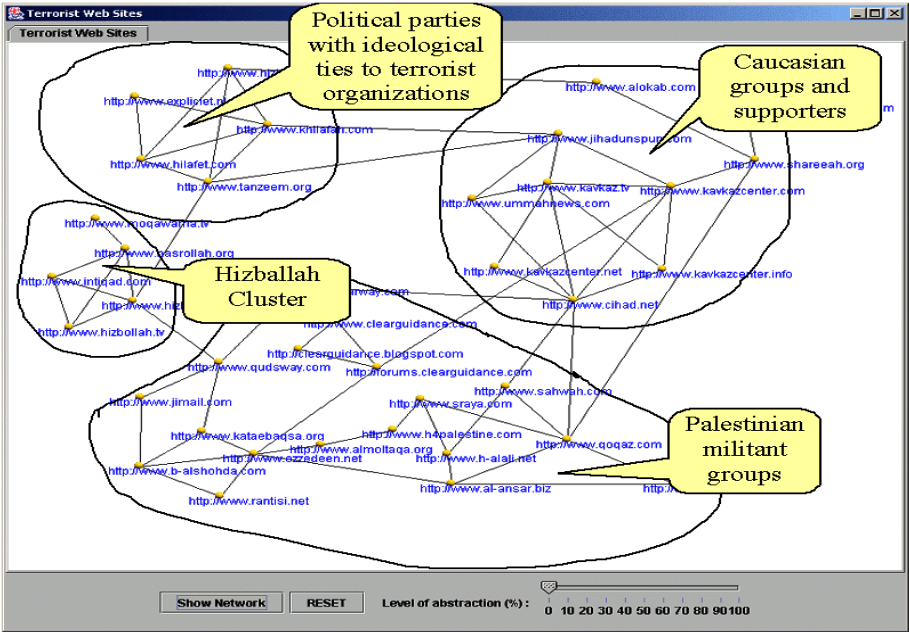 Terrorist Web Sites
Terrorist Web Sites
Political parties
with ideological
ties to terrorist
organizations
Caucasian
groups and
supporters
http://www.alokab.com
http://www.khilafah.com
http://www.jihadunspun.com
http://www.hilafet.com
http://www.shareeah.org
http://www.tanzeem.org
http://www.kavkaz.tv
http://www.kavkazcenter.com
http://www.ummahnews.com
http://www.moqawama.tv
http://www.nasrollah.org
http://www.intiqad.com
Hizballah
Cluster
http://www.kavkazcenter.net
http://www.kavkazcenter.info
http://www.cihad.net
http://www.hizbollah.tv
http://www.clearguidance.com
http://clearguidance.blogspot.com
http://www.qudsway.com
http://forums.clearguidance.com
http://www.jimail.com
http://www.sahwah.com
http://www.sraya.com
http://www.kataebaqsa.org
http://www.h4palestine.com
http://www.almoltaqa.org
http://www.qoqaz.com
http://www.ezzedeen.net
http://www.h-alali.net
http://www.b-alshohda.com
http://www.al-ansar.biz
http://www.rantisi.net
Palestinian
militant
groups
Show Network
RESET
Level of abstraction (%) :
0 10 20 30 40 50 60 70 80 90100